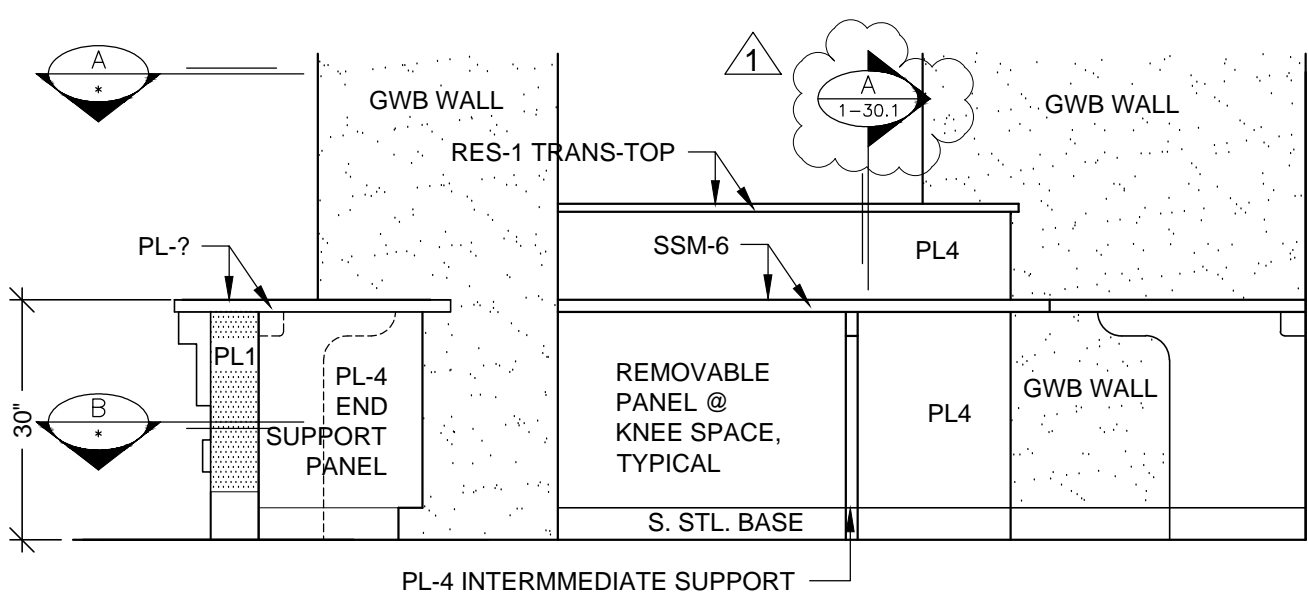 A
*
GWB WALL
1
A
1-30.1
GWB WALL
RES-1 TRANS-TOP
PL-?
SSM-6
PL4
PL1
PL-4
END
SUPPORT
PANEL
REMOVABLE
PANEL @
KNEE SPACE,
TYPICAL
PL4
GWB WALL
30"
B
*
S. STL. BASE
PL-4 INTERMMEDIATE SUPPORT